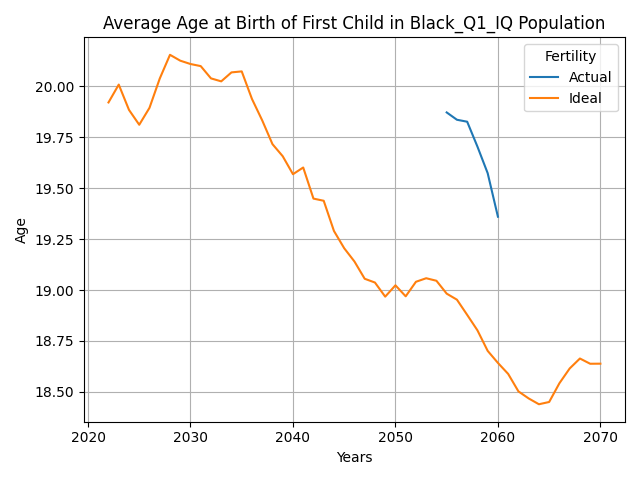 Average Age at Birth of First Child in Black_Q1_IQ Population
Fertility
Actual
Ideal
Age
20.00
19.75
19.50
19.25
19.00
18.75
18.50
2020 2030 2040 2050 2060 2070
Years